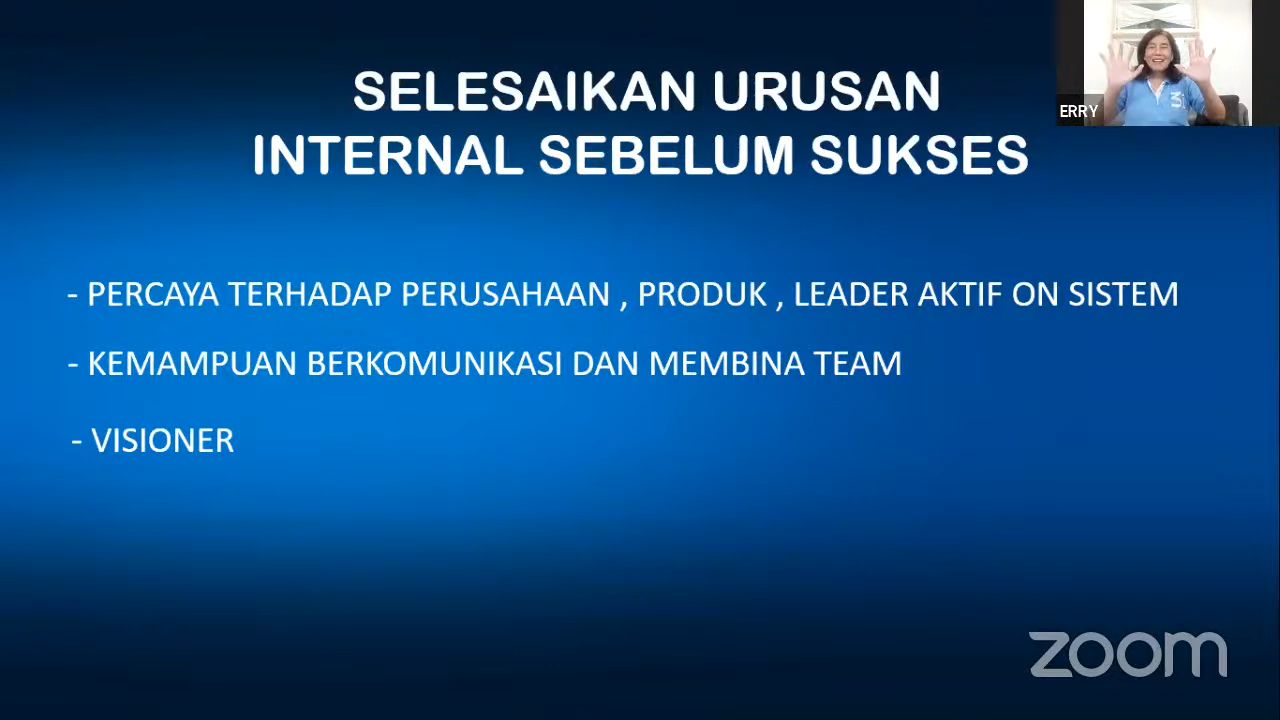 SELESAIKAN URUSAN
INTERNAL SEBELUM SUKSES
ERRY
- PERCAYA TERHADAP PERUSAHAAN , PRODUK , LEADER AKTIF ON SISTEM
- KEMAMPUAN BERKOMUNIKASI DAN MEMBINA TEAM
- VISIONER
zoom